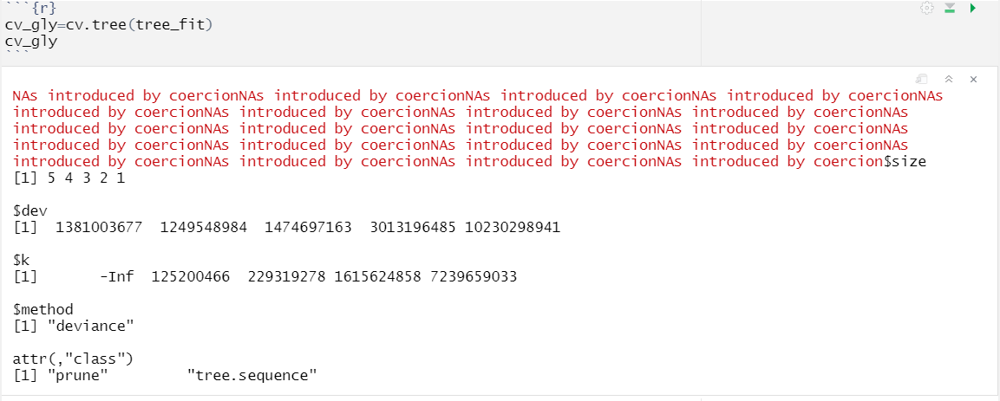 ```{r}
cv_gly=cv.tree(tree_fit)
cv_gly
```
NAs introduced by coercionNAs introduced by coercionNAs introduced by coercionNAs introduced by coercionNAs
introduced by coercionNAs introduced by coercionNAs introduced by coercionNAs introduced by coercionNAs
introduced by coercionNAs introduced by coercionNAs introduced by coercionNAs introduced by coercionNAs
introduced by coercionNAs introduced by coercionNAs introduced by coercionNAs introduced by coercionNAs
introduced by coercionNAs introduced by coercionNAs introduced by coercionNAs introduced by coercion$size
[1] 5 4 3 2 1
$dev
[1]  1381003677  1249548984  1474697163  3013196485 10230298941
$k
[1]       -Inf  125200466  229319278 1615624858 7239659033
$method
[1] "deviance"
attr(,"class")
[1] "prune"         "tree.sequence"